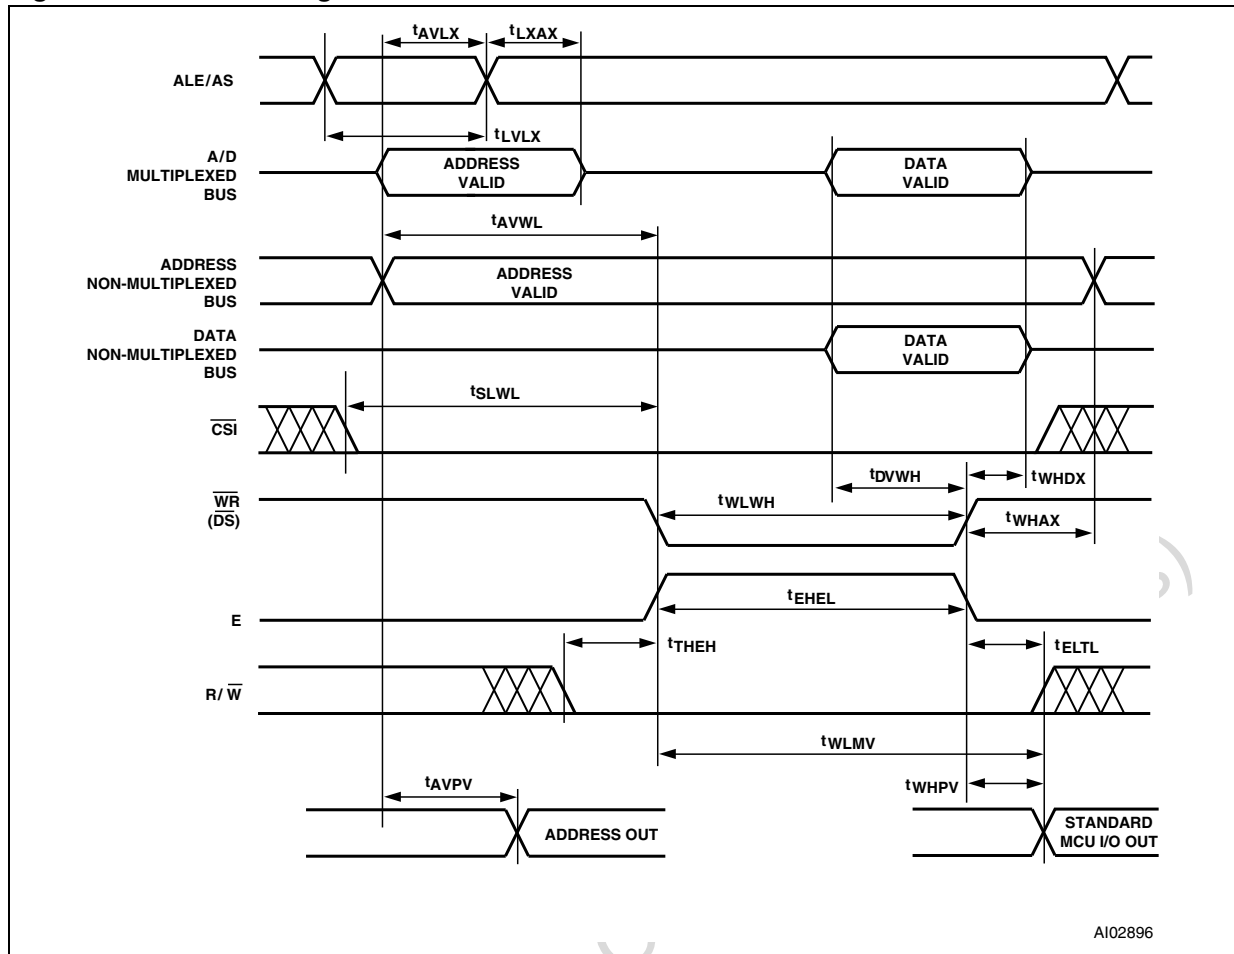 tAVLX
tLXAX
ALE/AS
tLVLX
A/D
MULTIPLEXED
BUS
ADDRESS
VALID
DATA
VALID
tAVWL
ADDRESS
NON-MULTIPLEXED
BUS
ADDRESS
VALID
DATA
NON-MULTIPLEXED
BUS
DATA
VALID
tSLWL
CSI
tDVWH
tWHDX
WR
(DS)
tWLWH
tWHAX
tEHEL
E
tTHEH
tELTL
R/ W
tWLMV
tAVPV
tWHPV
ADDRESS OUT
STANDARD
MCU I/O OUT
AI02896